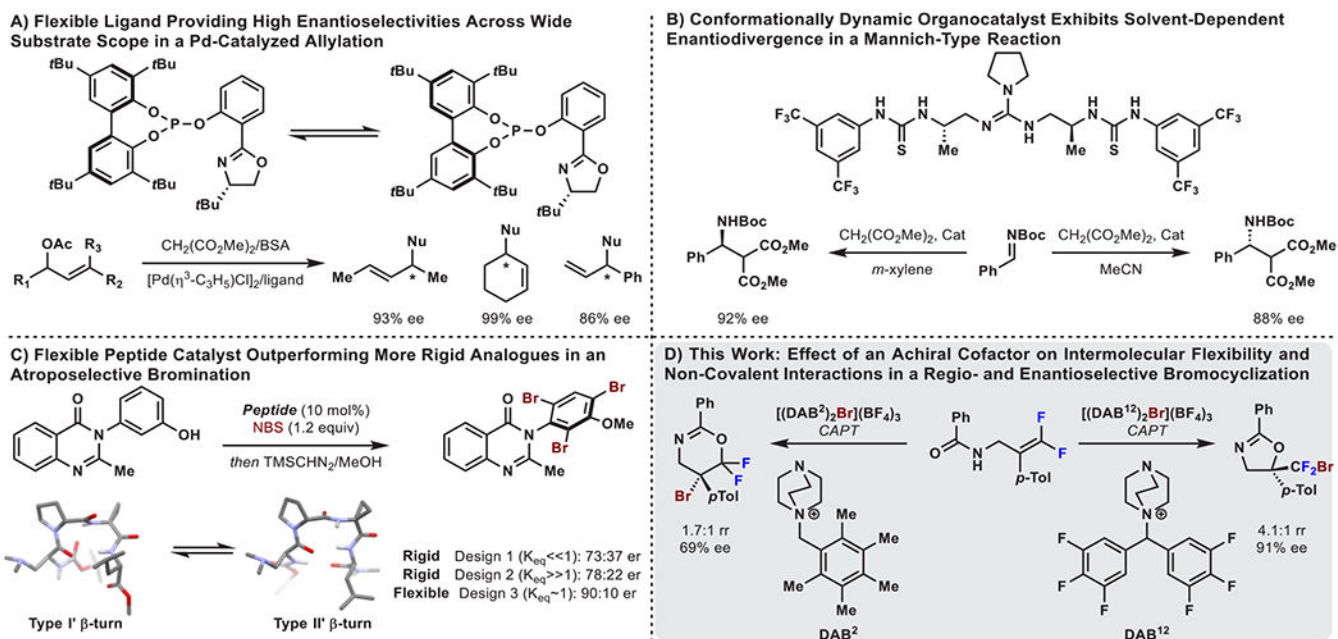 A) Flexible Ligand Providing High Enantioselectivities Across Wide
Substrate Scope in a Pd-Catalyzed Allylation
tBu
tBu
tBu
tBu
O
O
P
O
N
O
tBu
tBu
tBu
tBu
tBu
O
O
P
O
N
O
tBu
OAc
R3
R1
R2
CH2(CO2Me)2/BSA
[Pd(η3-C3H5)Cl]2/ligand
Nu
Me
*
Me
93% ee
Nu
*
99% ee
Nu
*
Ph
86% ee
B) Conformationally Dynamic Organocatalyst Exhibits Solvent-Dependent
Enantiodivergence in a Mannich-Type Reaction
F3C
CF3
H
N
S
H
N
Me
N
N
N
H
Me
H
N
S
H
N
CF3
CF3
NHBoc
Ph
CO2Me
CO2Me
92% ee
CH2(CO2Me)2, Cat
m-xylene
NBoc
Ph
CH2(CO2Me)2, Cat
MeCN
NHBoc
Ph
CO2Me
CO2Me
88% ee
C) Flexible Peptide Catalyst Outperforming More Rigid Analogues in an
Atroposelective Bromination
O
N
N
Me
OH
Peptide (10 mol%)
NBS (1.2 equiv)
then TMSCHN2/MeOH
O
N
N
Me
Br
Br
Br
OMe
Type I' β-turn
Type II' β-turn
Rigid Design 1 (Keq<<1): 73:37 er
Rigid Design 2 (Keq>>1): 78:22 er
Flexible Design 3 (Keq~1): 90:10 er
D) This Work: Effect of an Achiral Cofactor on Intermolecular Flexibility and
Non-Covalent Interactions in a Regio- and Enantioselective Bromocyclization
Ph
N
O
F
F
Br
pTol
1.7:1 rr
69% ee
[(DAB2)2Br](BF4)3
CAPT
N
N
⊕
Me
Me
Me
Me
Me
DAB2
Ph
O
N
H
F
F
p-Tol
[(DAB12)2Br](BF4)3
CAPT
N
N
⊕
F
F
F
F
F
F
DAB12
Ph
N
O
CF2Br
p-Tol
4.1:1 rr
91% ee